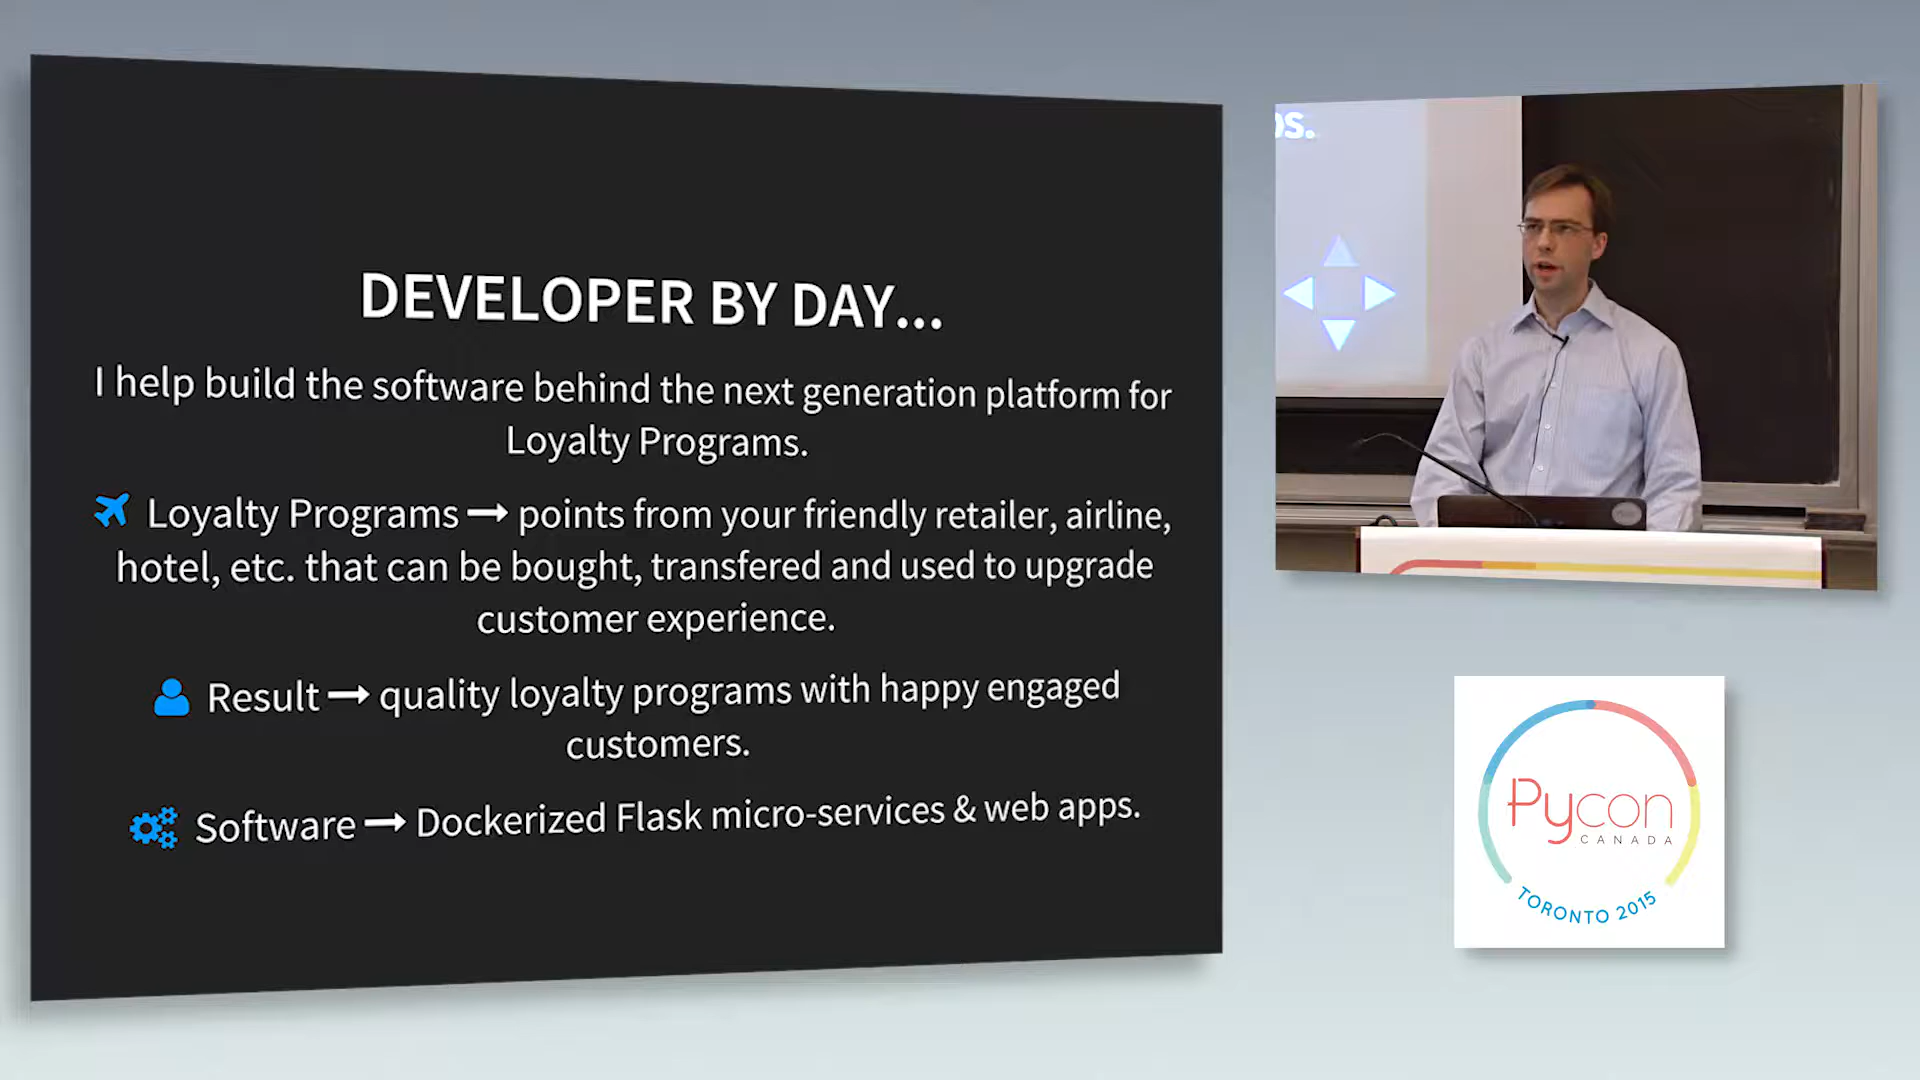 DEVELOPER BY DAY...
I help build the software behind the next generation platform for
Loyalty Programs.
Loyalty Programs → points from your friendly retailer, airline,
hotel, etc. that can be bought, transfered and used to upgrade
customer experience.
Result → quality loyalty programs with happy engaged
customers.
Software → Dockerized Flask micro-services & web apps.
Pycon
CANADA
TORONTO 2015